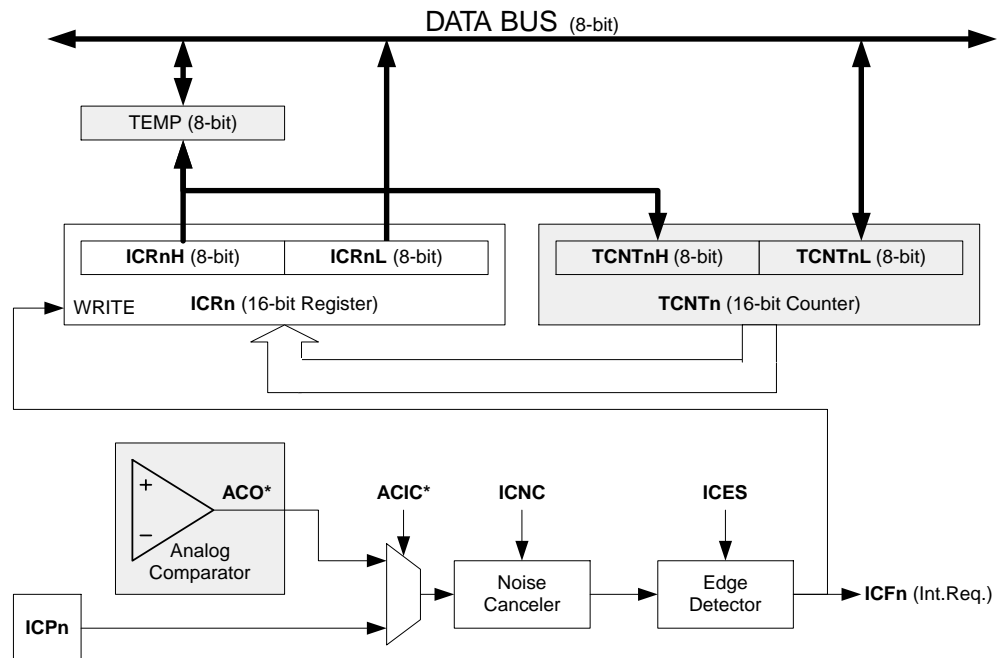 DATA BUS (8-bit)
TEMP (8-bit)
ICRnH (8-bit)
ICRnL (8-bit)
TCNTnH (8-bit)
TCNTnL (8-bit)
WRITE
ICRn (16-bit Register)
TCNTn (16-bit Counter)
+
−
ACO*
Analog
Comparator
ACIC*
ICNC
ICES
Noise
Canceler
Edge
Detector
ICFn (Int.Req.)
ICPn